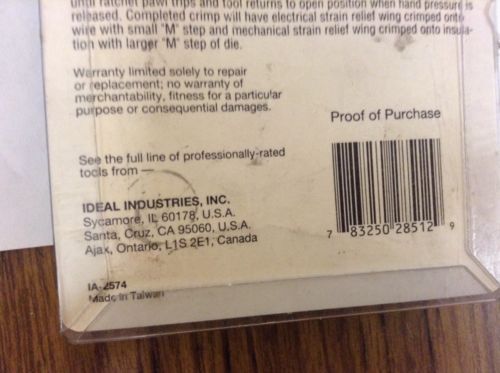 until ratchet pawl trips and tool returns to open position when hand pressure is
released. Completed crimp will have electrical strain relief wing crimped onto
wire with small "M" step and mechanical strain relief wing crimped onto insula-
tion with larger "M" step of die.
Warranty limited solely to repair
or replacement; no warranty of
merchantability, fitness for a particular
purpose or consequential damages.
Proof of Purchase
See the full line of professionally-rated
tools from —
IDEAL INDUSTRIES, INC.
Sycamore, IL 60178, U.S.A.
Santa, Cruz, CA 95060, U.S.A.
Ajax, Ontario, L1S 2E1, Canada
7 83250 28512 9
IA-2574
Made in Taiwan